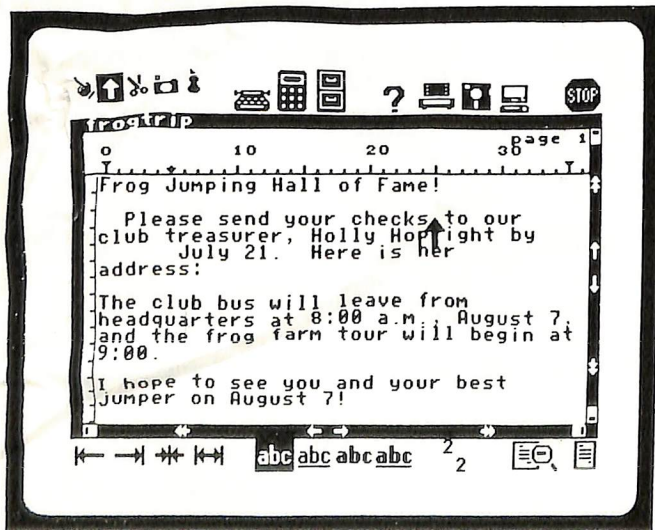 ? STOP
frogtrip
page 1
0 10 20 30
Frog Jumping Hall of Fame!
Please send your checks to our
club treasurer, Holly Hopright by
July 21. Here is her
address:
The club bus will leave from
headquarters at 8:00 a.m., August 7,
and the frog farm tour will begin at
9:00.
I hope to see you and your best
jumper on August 7!
abc abc abc abc 2 2